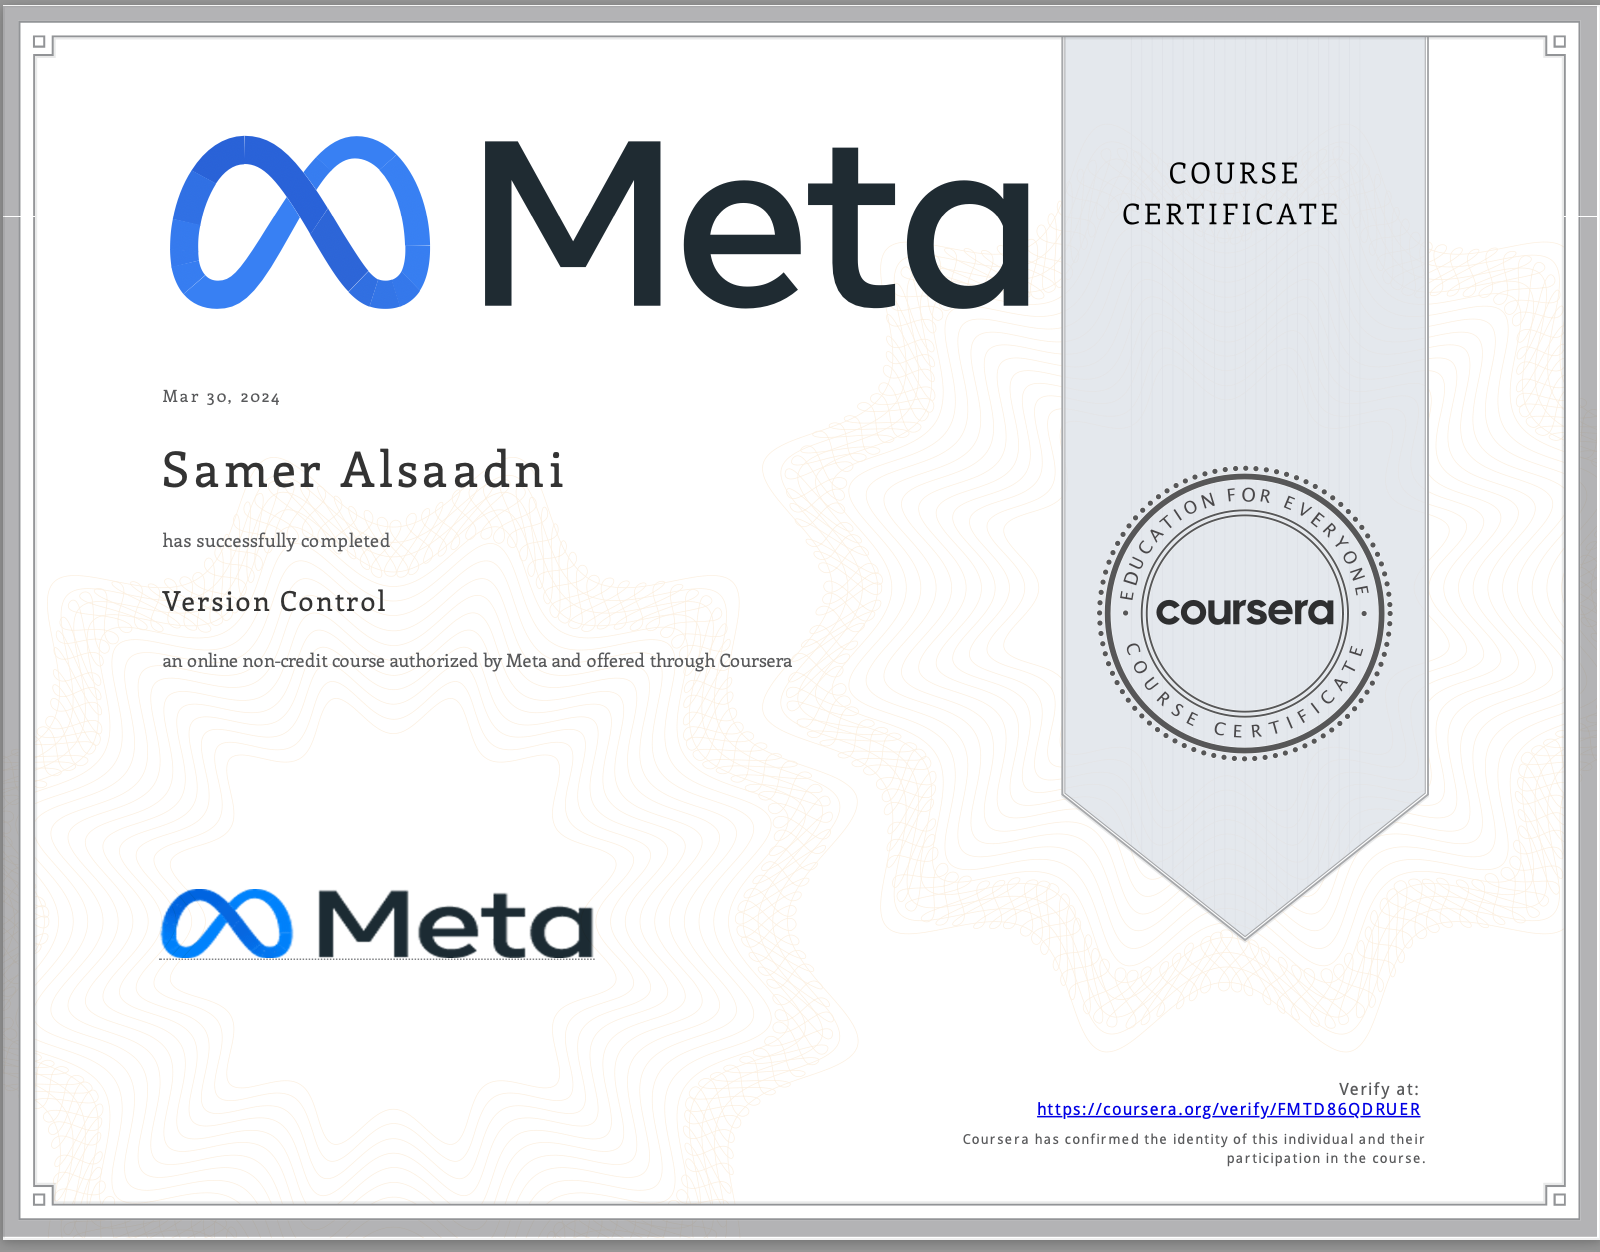 Meta
COURSE
CERTIFICATE
Mar 30, 2024
Samer Alsaadni
has successfully completed
Version Control
an online non-credit course authorized by Meta and offered through Coursera
EDUCATION FOR EVERYONE
coursera
COURSE CERTIFICATE
Meta
Verify at:
https://coursera.org/verify/FMTD86QDRUER
Coursera has confirmed the identity of this individual and their
participation in the course.